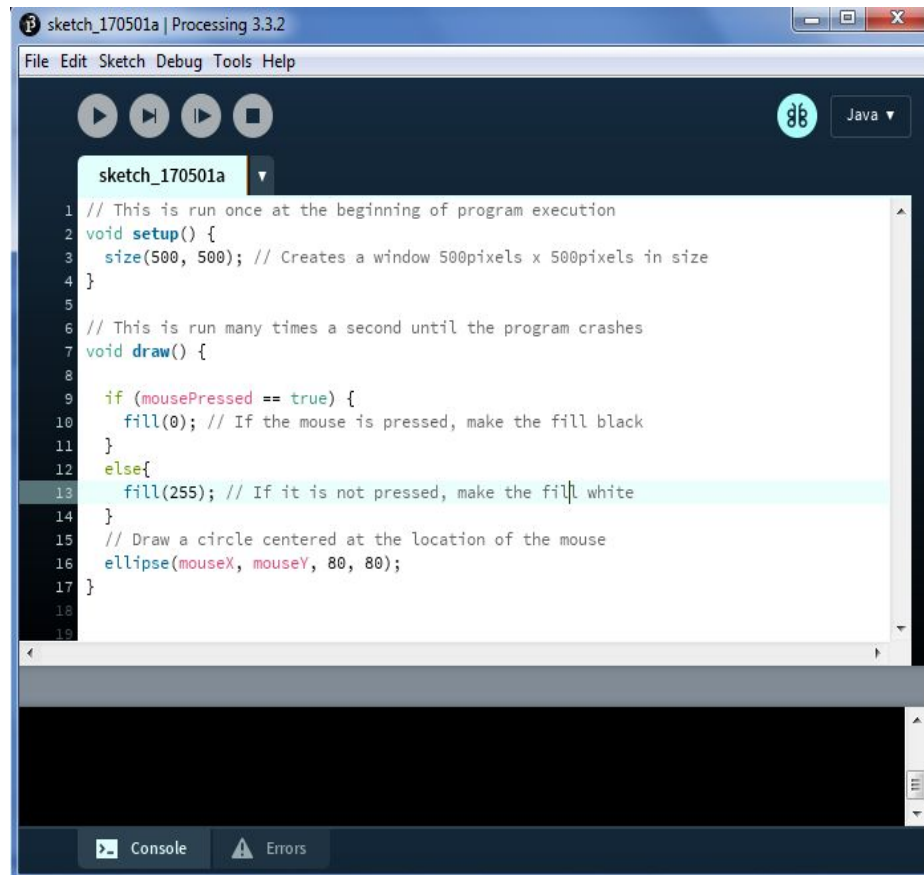 sketch_170501a | Processing 3.3.2
File Edit Sketch Debug Tools Help
Java ▼
sketch_170501a ▼
1 // This is run once at the beginning of program execution
2 void setup() {
3   size(500, 500); // Creates a window 500pixels x 500pixels in size
4 }
5
6 // This is run many times a second until the program crashes
7 void draw() {
8
9   if (mousePressed == true) {
10     fill(0); // If the mouse is pressed, make the fill black
11   }
12   else{
13     fill(255); // If it is not pressed, make the fill white
14   }
15   // Draw a circle centered at the location of the mouse
16   ellipse(mouseX, mouseY, 80, 80);
17 }
18
19
Console Errors